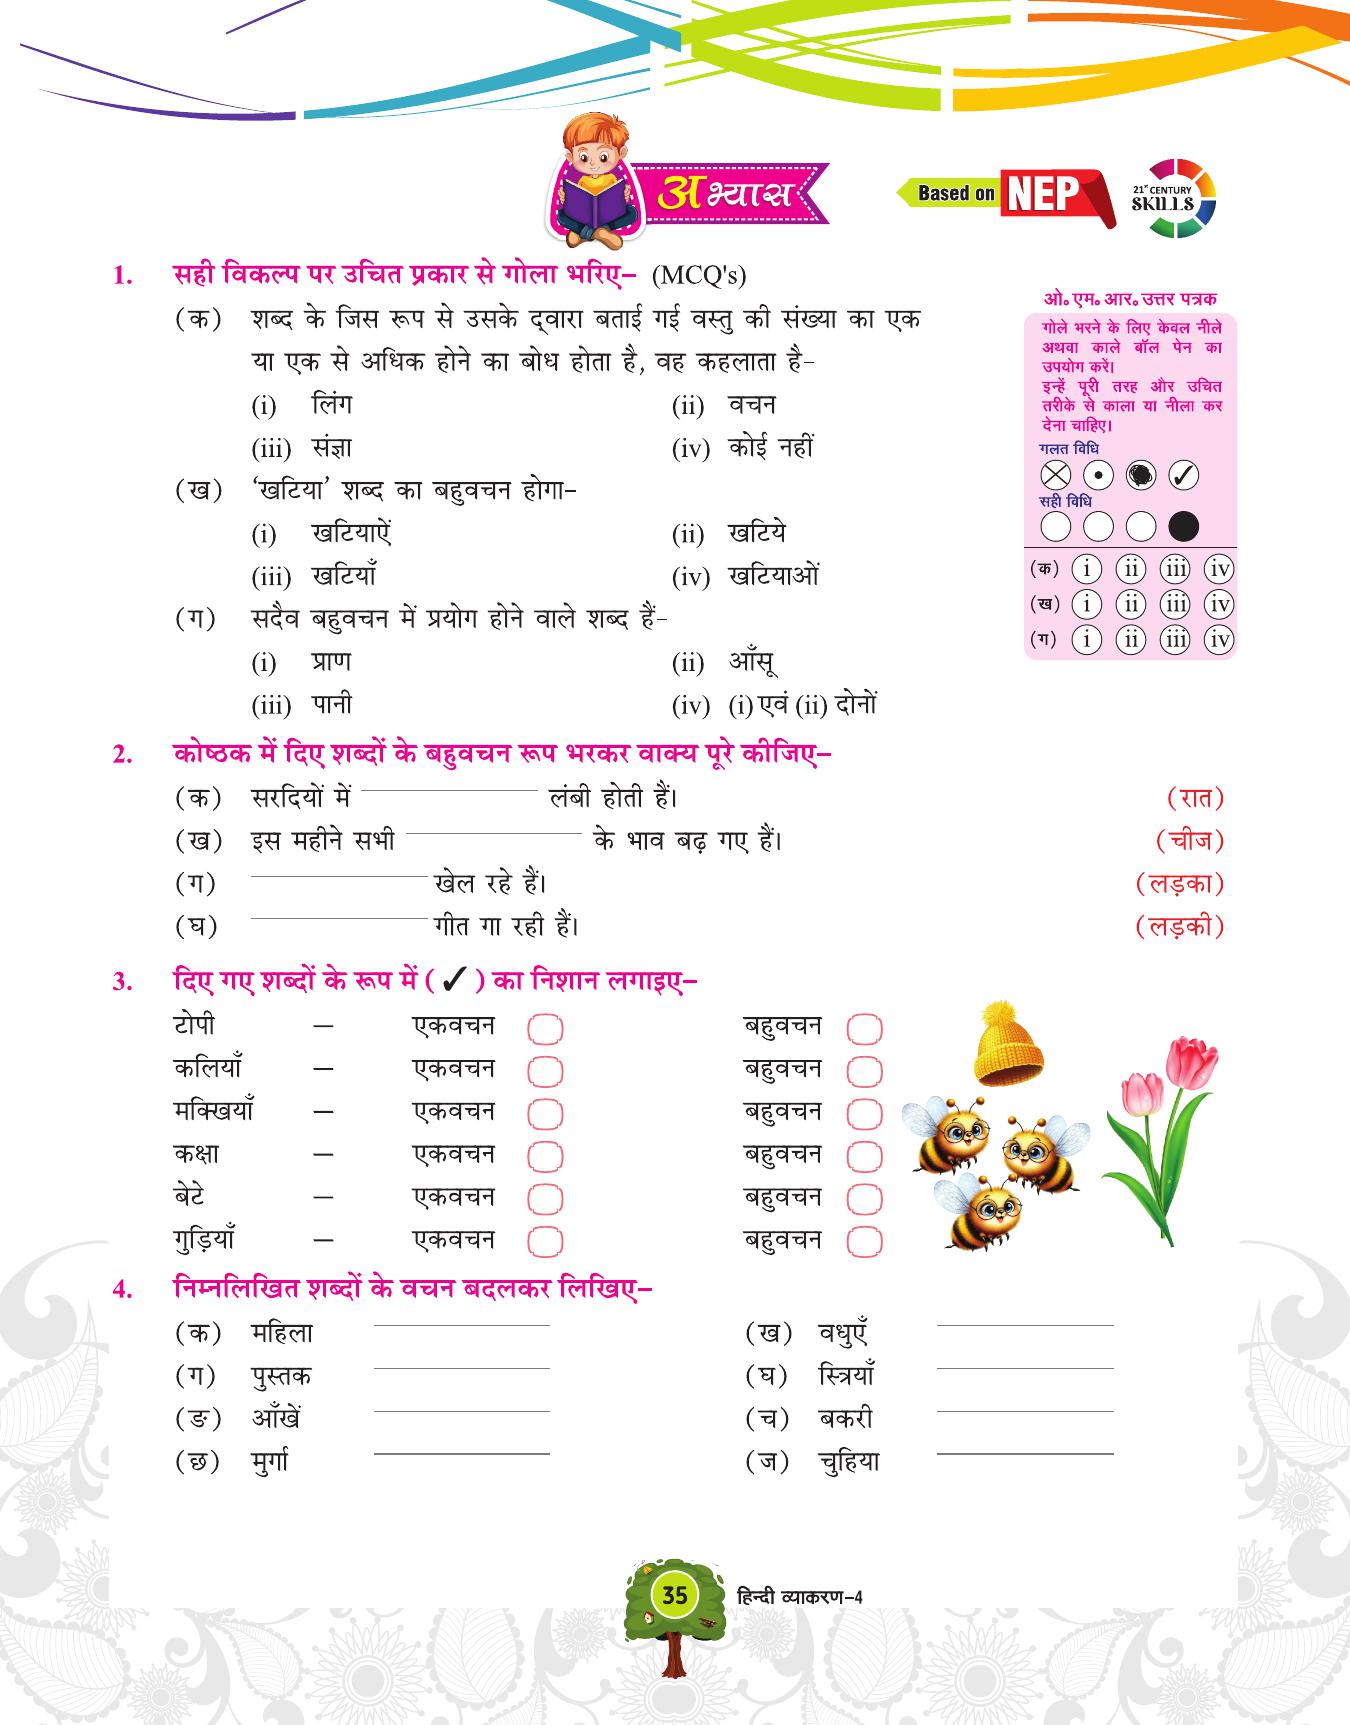 अभ्यास
Based on NEP
21st CENTURY
SKILLS
1. सही विकल्प पर उचित प्रकार से गोला भरिए– (MCQ's)
(क) शब्द के जिस रूप से उसके द्वारा बताई गई वस्तु की संख्या का एक
या एक से अधिक होने का बोध होता है, वह कहलाता है–
(i) लिंग (ii) वचन
(iii) संज्ञा (iv) कोई नहीं
(ख) ‘खटिया’ शब्द का बहुवचन होगा–
(i) खटियाऐं (ii) खटिये
(iii) खटियाँ (iv) खटियाओं
(ग) सदैव बहुवचन में प्रयोग होने वाले शब्द हैं–
(i) प्राण (ii) आँसू
(iii) पानी (iv) (i) एवं (ii) दोनों
ओ॰ एम॰ आर॰ उत्तर पत्रक
गोले भरने के लिए केवल नीले
अथवा काले बॉल पेन का
उपयोग करें।
इन्हें पूरी तरह और उचित
तरीके से काला या नीला कर
देना चाहिए।
गलत विधि
सही विधि
(क) i ii iii iv
(ख) i ii iii iv
(ग) i ii iii iv
2. कोष्ठक में दिए शब्दों के बहुवचन रूप भरकर वाक्य पूरे कीजिए–
(क) सरदियों में ____________ लंबी होती हैं। (रात)
(ख) इस महीने सभी ____________ के भाव बढ़ गए हैं। (चीज)
(ग) ____________ खेल रहे हैं। (लड़का)
(घ) ____________ गीत गा रही हैं। (लड़की)
3. दिए गए शब्दों के रूप में (✓) का निशान लगाइए–
टोपी – एकवचन बहुवचन
कलियाँ – एकवचन बहुवचन
मक्खियाँ – एकवचन बहुवचन
कक्षा – एकवचन बहुवचन
बेटे – एकवचन बहुवचन
गुड़ियाँ – एकवचन बहुवचन
4. निम्नलिखित शब्दों के वचन बदलकर लिखिए–
(क) महिला ____________ (ख) वधुएँ ____________
(ग) पुस्तक ____________ (घ) स्त्रियाँ ____________
(ङ) आँखें ____________ (च) बकरी ____________
(छ) मुर्गा ____________ (ज) चुहिया ____________
35 हिन्दी व्याकरण–4